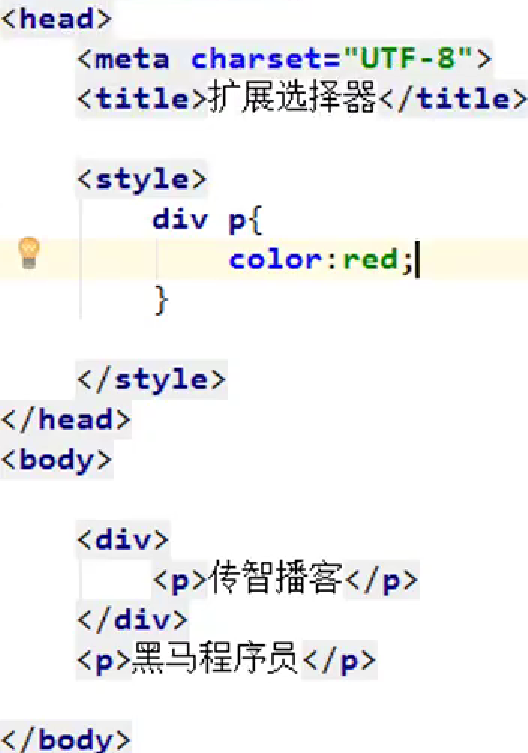 <head>
<meta charset="UTF-8">
<title>扩展选择器</title>
<style>
div p{
color:red;
}
</style>
</head>
<body>
<div>
<p>传智播客</p>
</div>
<p>黑马程序员</p>
</body>